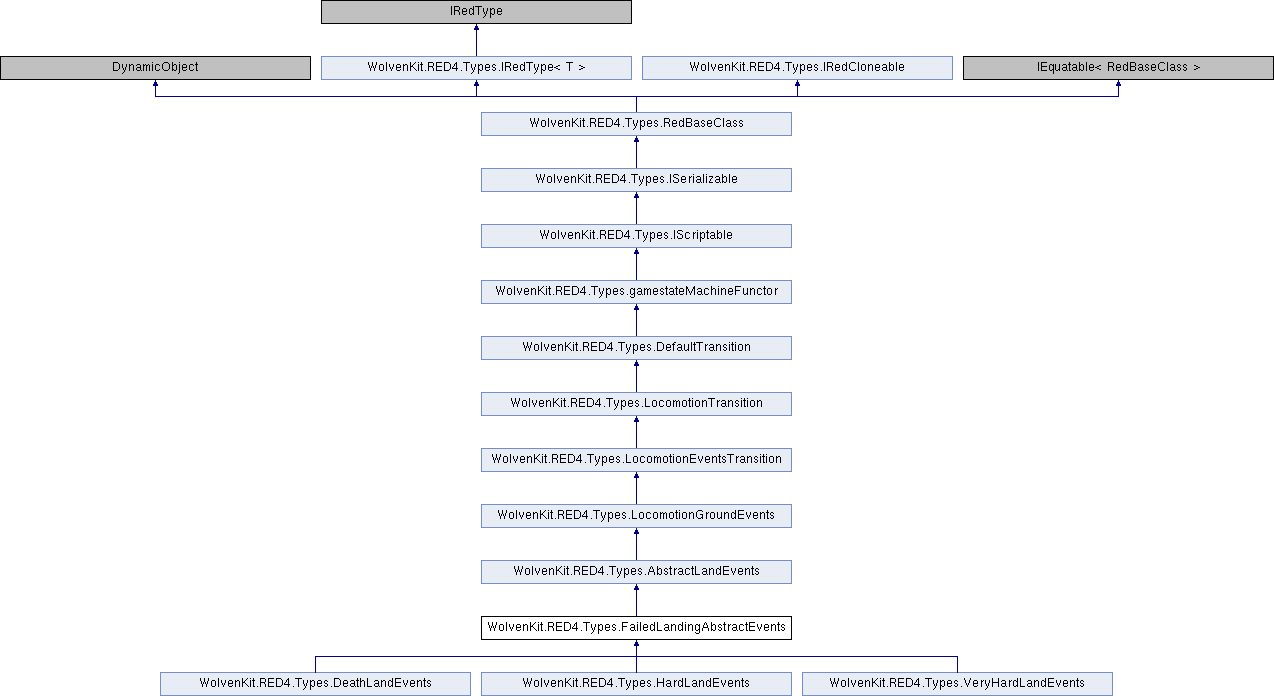 IRedType
DynamicObject
WolvenKit.RED4.Types.IRedType< T >
WolvenKit.RED4.Types.IRedCloneable
IEquatable< RedBaseClass >
WolvenKit.RED4.Types.RedBaseClass
WolvenKit.RED4.Types.ISerializable
WolvenKit.RED4.Types.IScriptable
WolvenKit.RED4.Types.gamestateMachineFunctor
WolvenKit.RED4.Types.DefaultTransition
WolvenKit.RED4.Types.LocomotionTransition
WolvenKit.RED4.Types.LocomotionEventsTransition
WolvenKit.RED4.Types.LocomotionGroundEvents
WolvenKit.RED4.Types.AbstractLandEvents
WolvenKit.RED4.Types.FailedLandingAbstractEvents
WolvenKit.RED4.Types.DeathLandEvents
WolvenKit.RED4.Types.HardLandEvents
WolvenKit.RED4.Types.VeryHardLandEvents